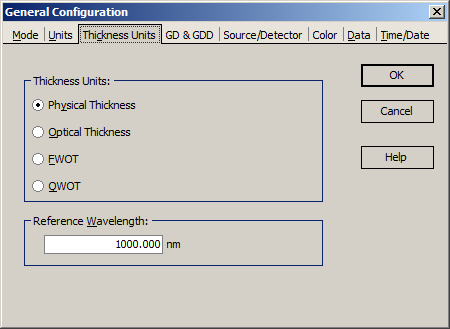 General Configuration
Mode Units Thickness Units GD & GDD Source/Detector Color Data Time/Date
Thickness Units:
OK
Physical Thickness
Cancel
Optical Thickness
FWOT
Help
QWOT
Reference Wavelength:
1000.000 nm